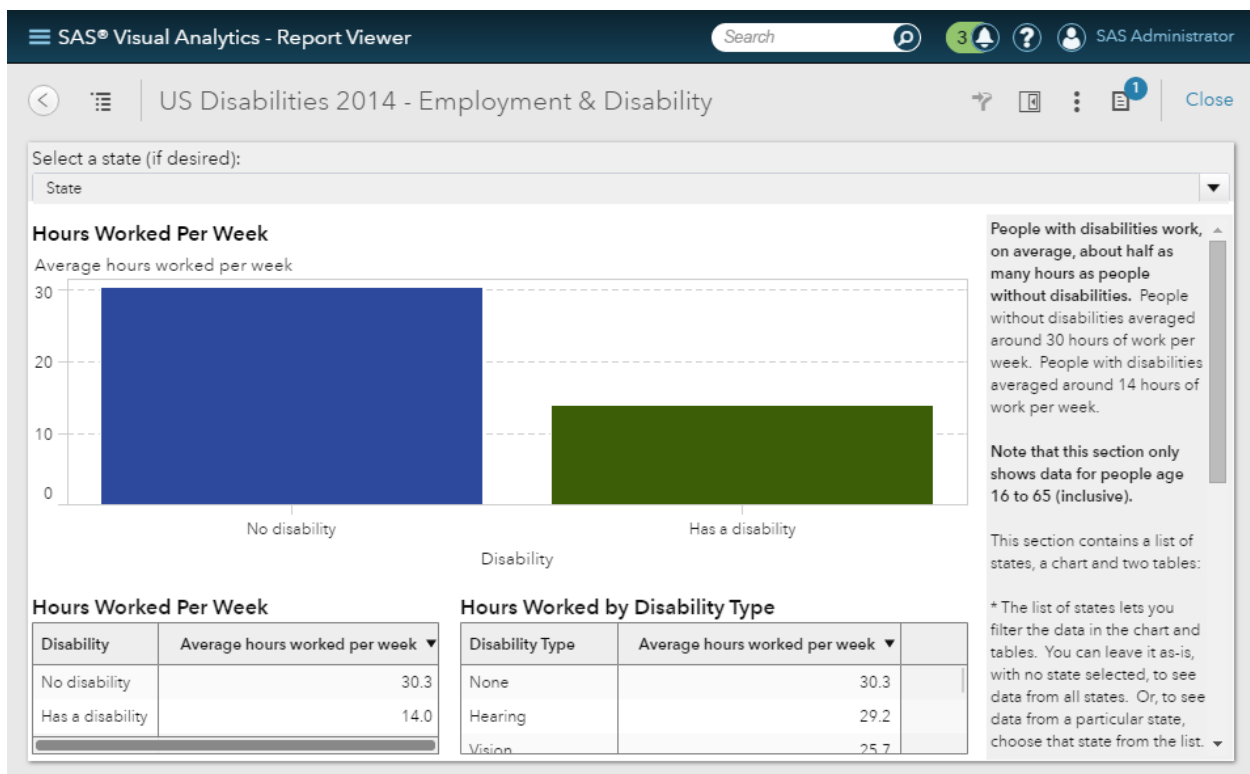 SAS® Visual Analytics - Report Viewer
Search
3
SAS Administrator
US Disabilities 2014 - Employment & Disability
1
Close
Select a state (if desired):
State
Hours Worked Per Week
Average hours worked per week
30
20
10
0
No disability
Has a disability
Disability
Hours Worked Per Week
Disability
Average hours worked per week
No disability
30.3
Has a disability
14.0
Hours Worked by Disability Type
Disability Type
Average hours worked per week
None
30.3
Hearing
29.2
Vision
25.7
People with disabilities work,
on average, about half as
many hours as people
without disabilities. People
without disabilities averaged
around 30 hours of work per
week. People with disabilities
averaged around 14 hours of
work per week.
Note that this section only
shows data for people age
16 to 65 (inclusive).
This section contains a list of
states, a chart and two tables:
* The list of states lets you
filter the data in the chart and
tables. You can leave it as-is,
with no state selected, to see
data from all states. Or, to see
data from a particular state,
choose that state from the list.